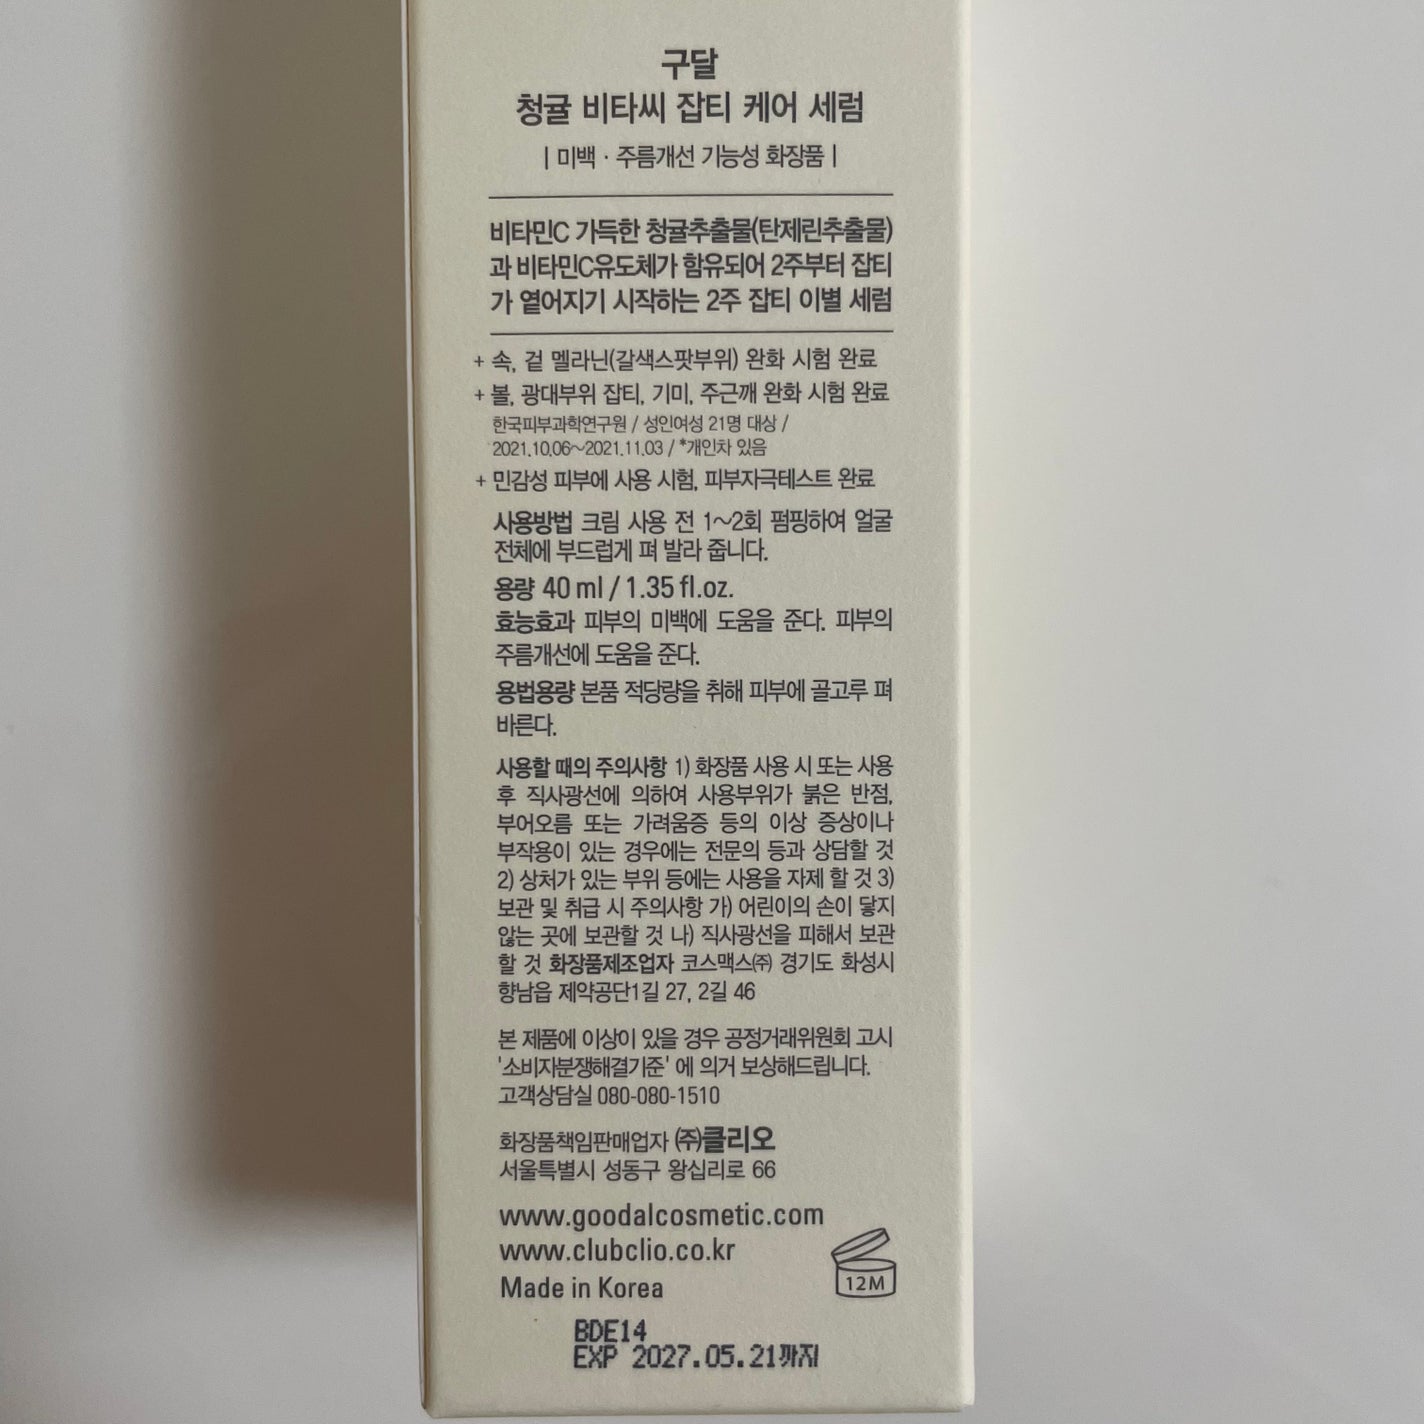 구달
청귤 비타씨 잡티 케어 세럼
| 미백 · 주름개선 기능성 화장품 |
비타민C 가득한 청귤추출물(탄제린추출물)
과 비타민C유도체가 함유되어 2주부터 잡티
가 옅어지기 시작하는 2주 잡티 이별 세럼
+ 속, 겉 멜라닌(갈색스팟부위) 완화 시험 완료
+ 볼, 광대부위 잡티, 기미, 주근깨 완화 시험 완료
한국피부과학연구원 / 성인여성 21명 대상 /
2021.10.06~2021.11.03 / *개인차 있음
+ 민감성 피부에 사용 시험, 피부자극테스트 완료
사용방법 크림 사용 전 1~2회 펌핑하여 얼굴
전체에 부드럽게 펴 발라 줍니다.
용량 40 ml / 1.35 fl.oz.
효능효과 피부의 미백에 도움을 준다. 피부의
주름개선에 도움을 준다.
용법용량 본품 적당량을 취해 피부에 골고루 펴
바른다.
사용할 때의 주의사항 1) 화장품 사용 시 또는 사용
후 직사광선에 의하여 사용부위가 붉은 반점,
부어오름 또는 가려움증 등의 이상 증상이나
부작용이 있는 경우에는 전문의 등과 상담할 것
2) 상처가 있는 부위 등에는 사용을 자제 할 것 3)
보관 및 취급 시 주의사항 가) 어린이의 손이 닿지
않는 곳에 보관할 것 나) 직사광선을 피해서 보관
할 것 화장품제조업자 코스맥스㈜ 경기도 화성시
향남읍 제약공단1길 27, 2길 46
본 제품에 이상이 있을 경우 공정거래위원회 고시
'소비자분쟁해결기준' 에 의거 보상해드립니다.
고객상담실 080-080-1510
화장품책임판매업자 ㈜클리오
서울특별시 성동구 왕십리로 66
www.goodalcosmetic.com
www.clubclio.co.kr
Made in Korea
12M
BDE14
EXP 2027.05.21까지